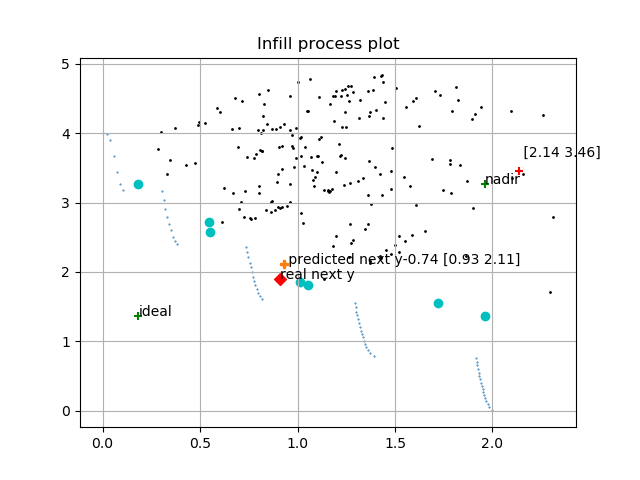 Infill process plot
5
[2.14 3.46]
4
nadir
3
predicted next y-0.74 [0.93 2.11]
2
real next y
ideal
1
0
0.0 0.5 1.0 1.5 2.0